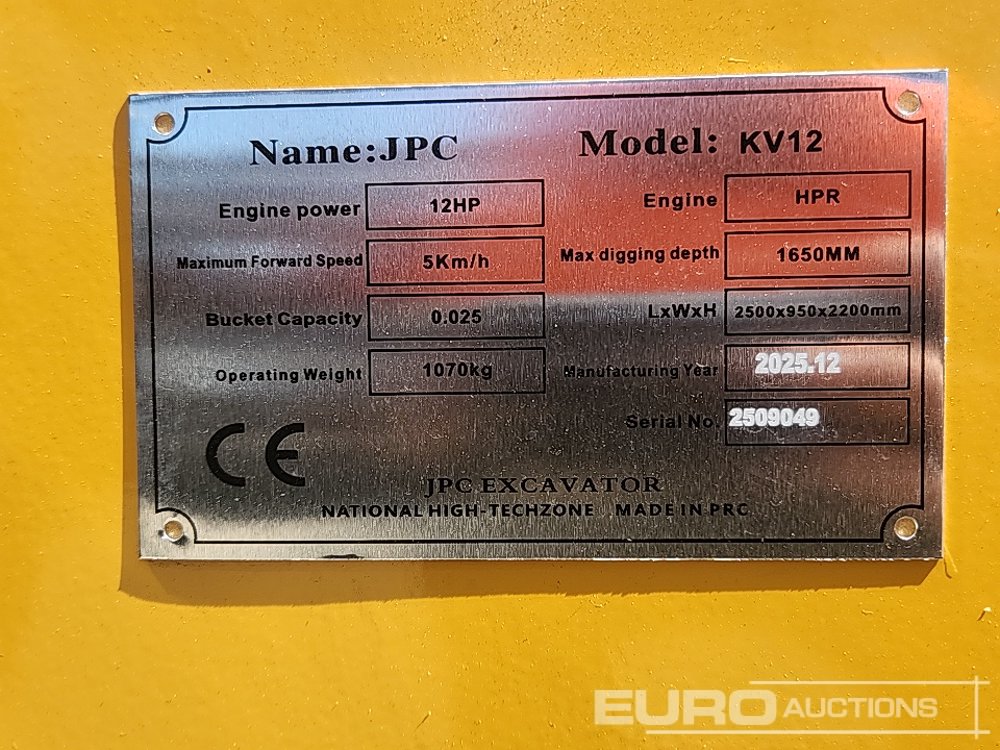 Name:JPC Model: KV12
Engine power 12HP Engine HPR
Maximum Forward Speed 5Km/h Max digging depth 1650MM
Bucket Capacity 0.025 LxWxH 2500x950x2200mm
Operating Weight 1070kg Manufacturing Year 2025.12
Serial No. 2509049
CE
JPC EXCAVATOR
NATIONAL HIGH-TECHZONE MADE IN PRC
EURO AUCTIONS